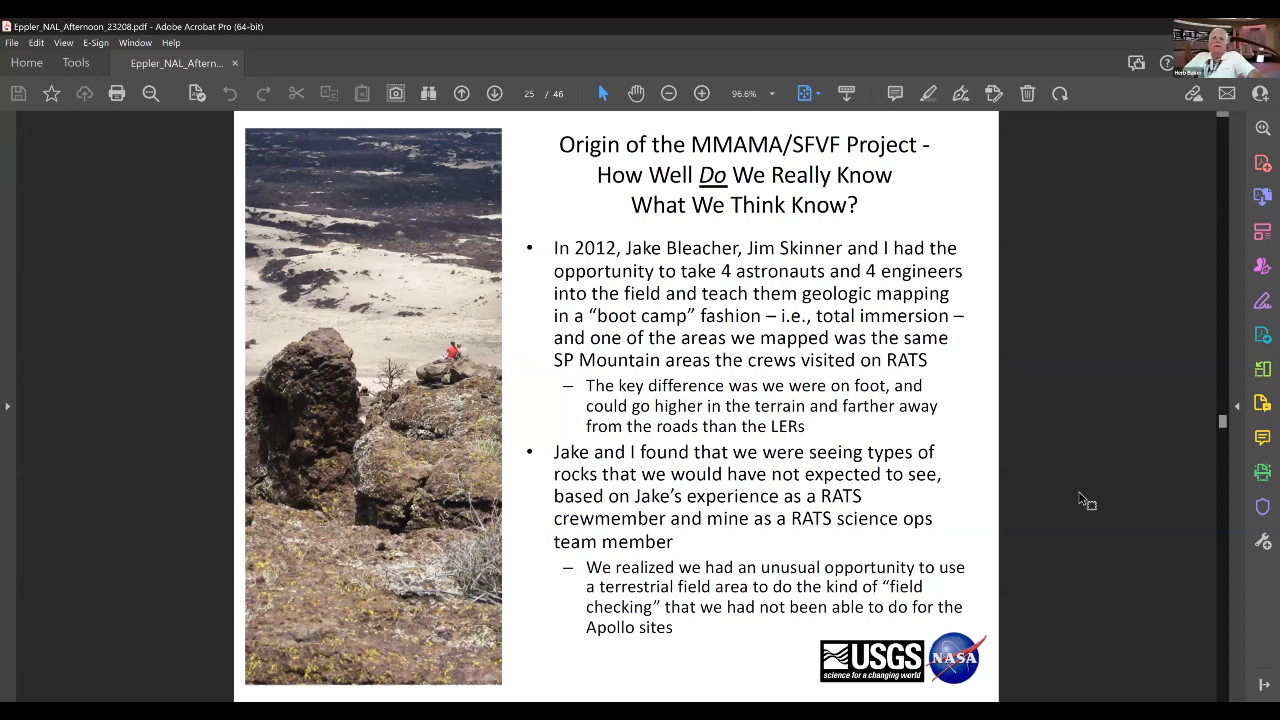 Eppler_NAL_Afternoon_23208.pdf - Adobe Acrobat Pro (64-bit)
File Edit View E-Sign Window Help
Home Tools Eppler_NAL_Aftern... ×
25 / 46 96.6%
Herb Baker
Origin of the MMAMA/SFVF Project -
How Well Do We Really Know
What We Think Know?
• In 2012, Jake Bleacher, Jim Skinner and I had the
opportunity to take 4 astronauts and 4 engineers
into the field and teach them geologic mapping
in a “boot camp” fashion – i.e., total immersion –
and one of the areas we mapped was the same
SP Mountain areas the crews visited on RATS
– The key difference was we were on foot, and
could go higher in the terrain and farther away
from the roads than the LERs
• Jake and I found that we were seeing types of
rocks that we would have not expected to see,
based on Jake’s experience as a RATS
crewmember and mine as a RATS science ops
team member
– We realized we had an unusual opportunity to use
a terrestrial field area to do the kind of “field
checking” that we had not been able to do for the
Apollo sites
USGS
science for a changing world
NASA